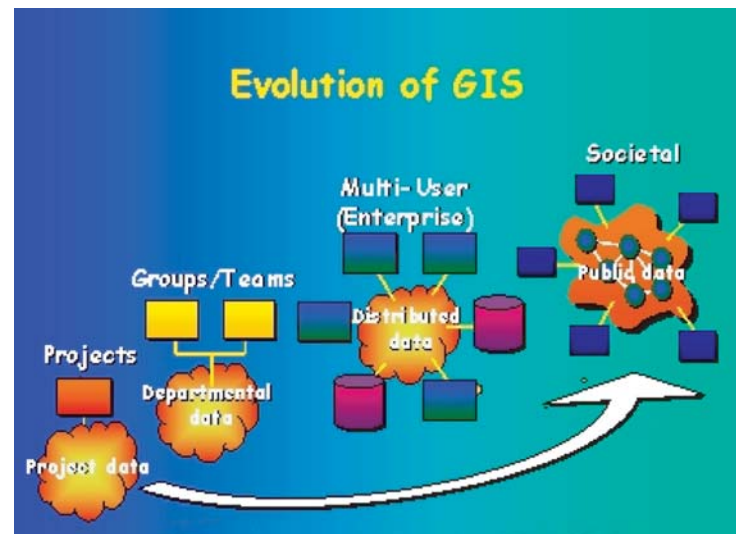 Evolution of GIS
Societal
Multi-User
(Enterprise)
Public data
Groups/Teams
Distributed
data
Projects
Departmental
data
Project data